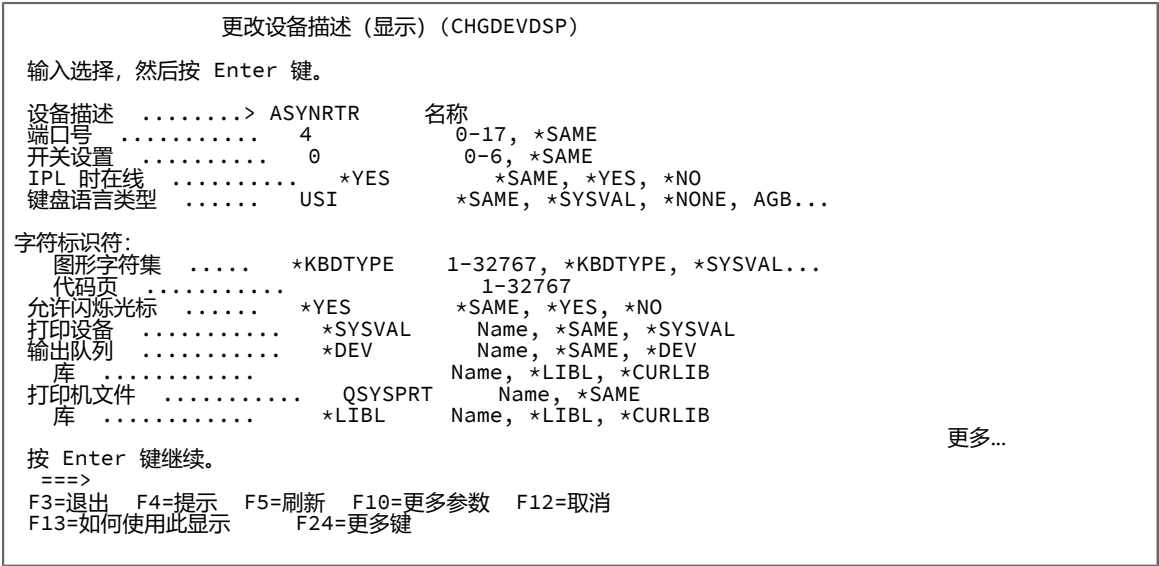 更改设备描述 (显示) (CHGDEVDSP)
输入选择，然后按 Enter 键。
设备描述 ........> ASYNRTR 名称
端口号 ........... 4 0-17, *SAME
开关设置 .......... 0 0-6, *SAME
IPL 时在线 .......... *YES *SAME, *YES, *NO
键盘语言类型 ...... USI *SAME, *SYSVAL, *NONE, AGB...
字符标识符：
图形字符集 ..... *KBDTYPE 1-32767, *KBDTYPE, *SYSVAL...
代码页 ........... 1-32767
允许闪烁光标 ...... *YES *SAME, *YES, *NO
打印设备 ........... *SYSVAL Name, *SAME, *SYSVAL
输出队列 ........... *DEV Name, *SAME, *DEV
库 ............ Name, *LIBL, *CURLIB
打印机文件 ........... QSYSPRT Name, *SAME
库 ............ *LIBL Name, *LIBL, *CURLIB
更多...
按 Enter 键继续。
===>
F3=退出 F4=提示 F5=刷新 F10=更多参数 F12=取消
F13=如何使用此显示 F24=更多键